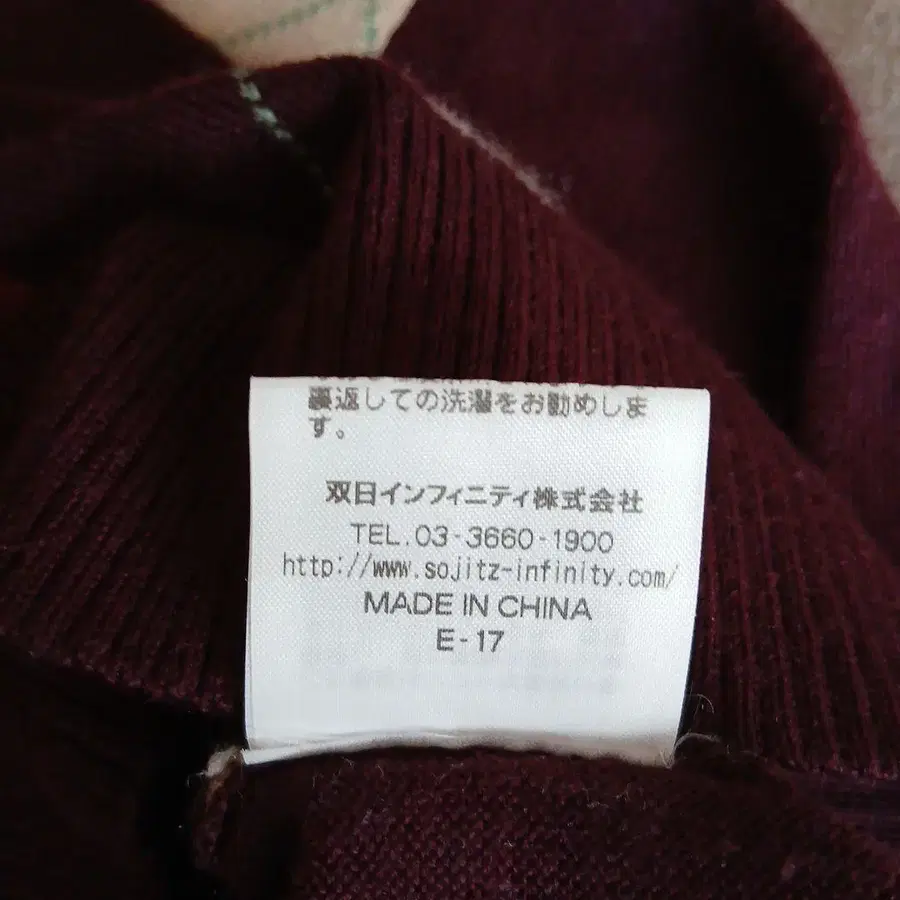 裏返しての洗濯をお勧めしま
す。
双日インフィニティ株式会社
TEL.03-3660-1900
http://www.sojitz-infinity.com/
MADE IN CHINA
E-17